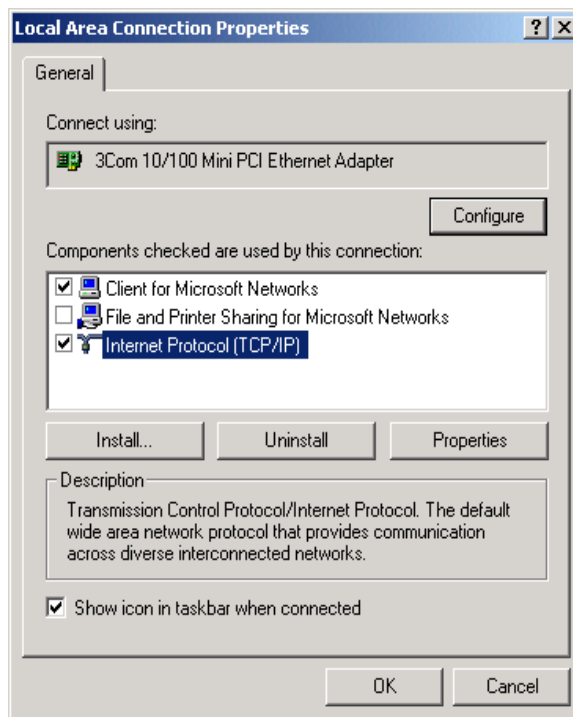 Local Area Connection Properties
General
Connect using:
3Com 10/100 Mini PCI Ethernet Adapter
Configure
Components checked are used by this connection:
Client for Microsoft Networks
File and Printer Sharing for Microsoft Networks
Internet Protocol (TCP/IP)
Install... Uninstall Properties
Description
Transmission Control Protocol/Internet Protocol. The default
wide area network protocol that provides communication
across diverse interconnected networks.
Show icon in taskbar when connected
OK Cancel